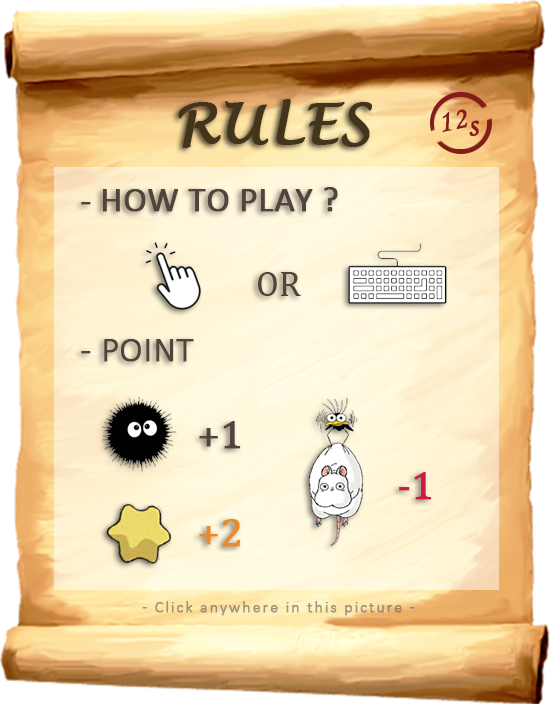 RULES
12s
- HOW TO PLAY ?
OR
- POINT
+1
-1
+2
- Click anywhere in this picture -